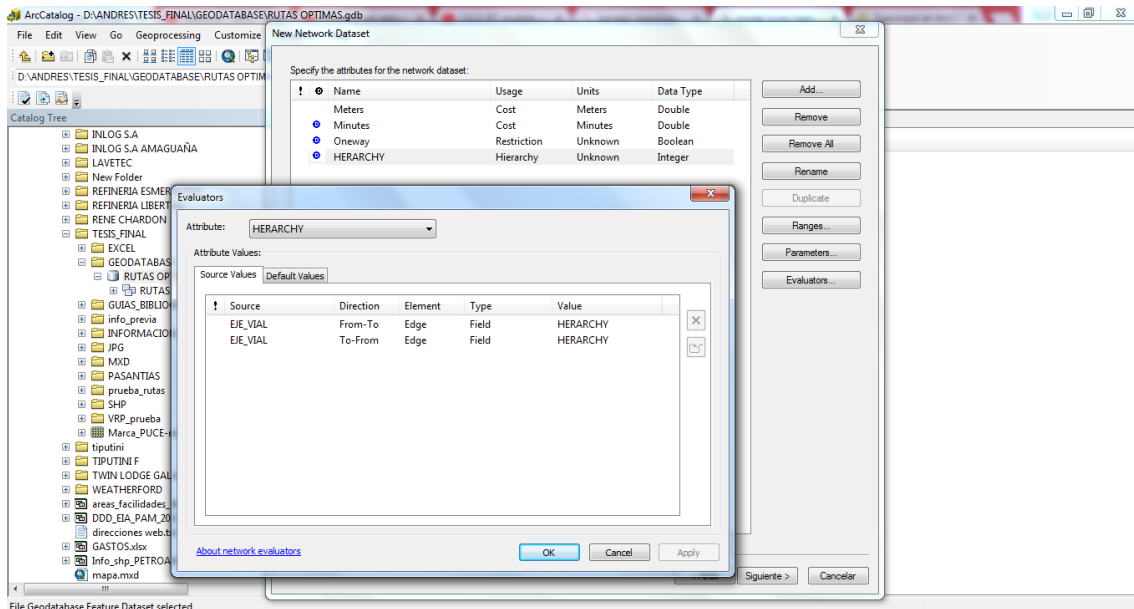 ArcCatalog - D:\ANDRES\TESIS_FINAL\GEODATABASE\RUTAS OPTIMAS.gdb
File Edit View Go Geoprocessing Customize
D:\ANDRES\TESIS_FINAL\GEODATABASE\RUTAS OPTIM
Catalog Tree
INLOG S.A
INLOG S.A AMAGUAÑA
LAVETEC
New Folder
REFINERIA ESMER
REFINERIA LIBERT
RENE CHARDON
TESIS_FINAL
EXCEL
GEODATABAS
RUTAS OP
RUTAS
GUIAS_BIBLIO
info_previa
INFORMACIO
JPG
MXD
PASANTIAS
prueba_rutas
SHP
VRP_prueba
Marca_PUCE-
tiputini
TIPUTINI F
TWIN LODGE GAL
WEATHERFORD
areas_facilidades_
DDD_EIA_PAM_20
direcciones web.t
GASTOS.xlsx
Info_shp_PETROA
mapa.mxd
File Geodatabase Feature Dataset selected
New Network Dataset
Specify the attributes for the network dataset:
! Name Usage Units Data Type
Meters Cost Meters Double
Minutes Cost Minutes Double
Oneway Restriction Unknown Boolean
HERARCHY Hierarchy Unknown Integer
Add...
Remove
Remove All
Rename
Duplicate
Ranges...
Parameters...
Evaluators...
Siguiente >
Cancelar
Evaluators
Attribute: HERARCHY
Attribute Values:
Source Values Default Values
! Source Direction Element Type Value
EJE_VIAL From-To Edge Field HERARCHY
EJE_VIAL To-From Edge Field HERARCHY
About network evaluators
OK
Cancel
Apply